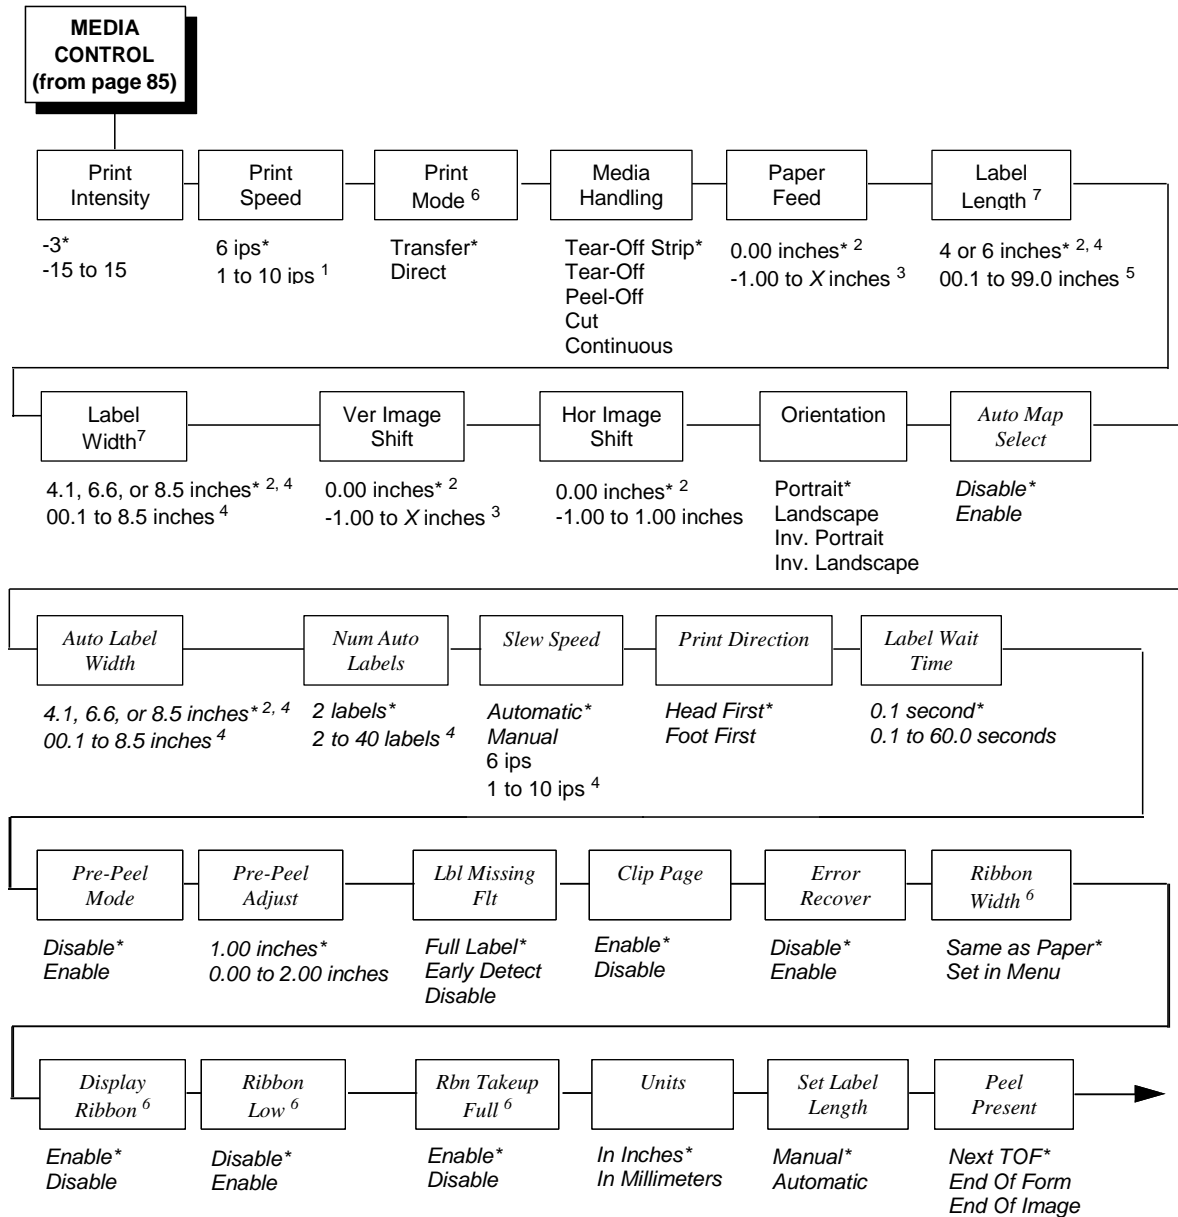 MEDIA
CONTROL
(from page 85)
Print
Intensity
-3*
-15 to 15
Print
Speed
6 ips*
1 to 10 ips 1
Print
Mode 6
Transfer*
Direct
Media
Handling
Tear-Off Strip*
Tear-Off
Peel-Off
Cut
Continuous
Paper
Feed
0.00 inches* 2
-1.00 to X inches 3
Label
Length 7
4 or 6 inches* 2, 4
00.1 to 99.0 inches 5
Label
Width7
4.1, 6.6, or 8.5 inches* 2, 4
00.1 to 8.5 inches 4
Ver Image
Shift
0.00 inches* 2
-1.00 to X inches 3
Hor Image
Shift
0.00 inches* 2
-1.00 to 1.00 inches
Orientation
Portrait*
Landscape
Inv. Portrait
Inv. Landscape
Auto Map
Select
Disable*
Enable
Auto Label
Width
4.1, 6.6, or 8.5 inches* 2, 4
00.1 to 8.5 inches 4
Num Auto
Labels
2 labels*
2 to 40 labels 4
Slew Speed
Automatic*
Manual
6 ips
1 to 10 ips 4
Print Direction
Head First*
Foot First
Label Wait
Time
0.1 second*
0.1 to 60.0 seconds
Pre-Peel
Mode
Disable*
Enable
Pre-Peel
Adjust
1.00 inches*
0.00 to 2.00 inches
Lbl Missing
Flt
Full Label*
Early Detect
Disable
Clip Page
Enable*
Disable
Error
Recover
Disable*
Enable
Ribbon
Width 6
Same as Paper*
Set in Menu
Display
Ribbon 6
Enable*
Disable
Ribbon
Low 6
Disable*
Enable
Rbn Takeup
Full 6
Enable*
Disable
Units
In Inches*
In Millimeters
Set Label
Length
Manual*
Automatic
Peel
Present
Next TOF*
End Of Form
End Of Image